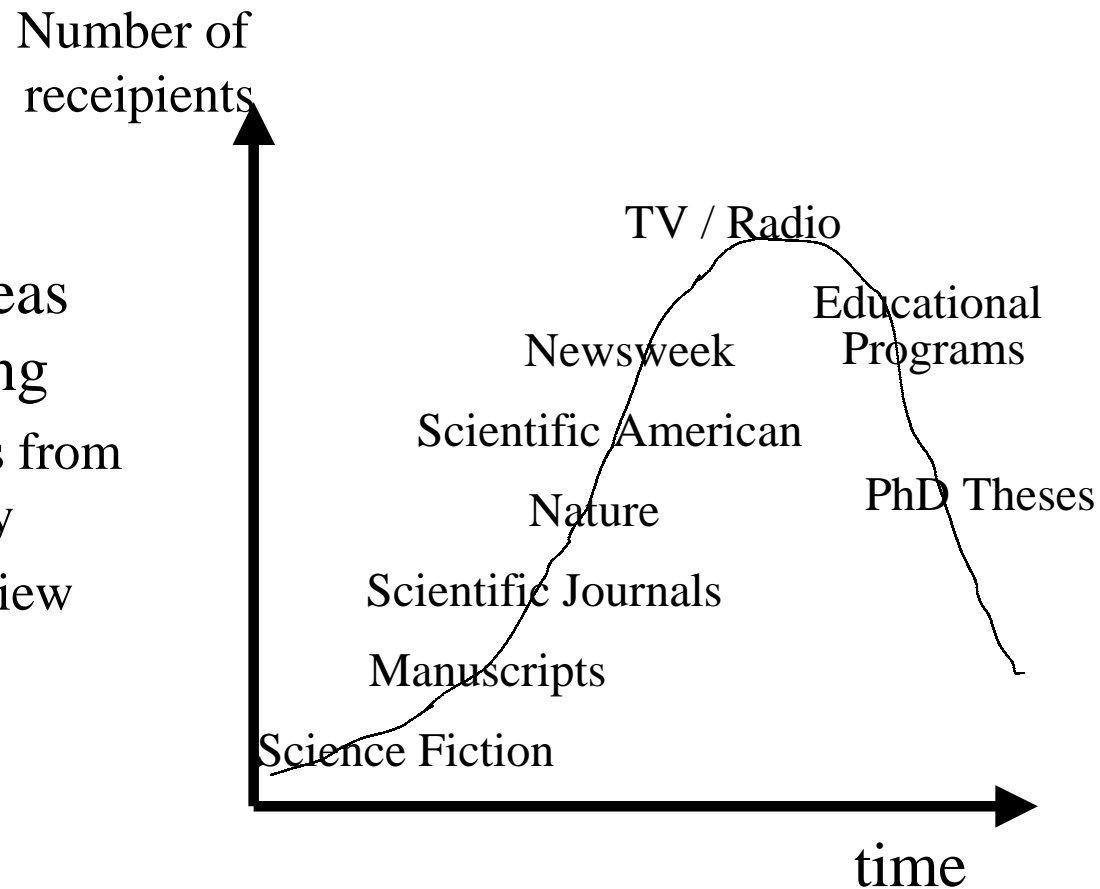 Number of
receipients
TV / Radio
Educational
Programs
Newsweek
Scientific American
Nature
PhD Theses
Scientific Journals
Manuscripts
Science Fiction
time
eas
ng
s from
y
iew